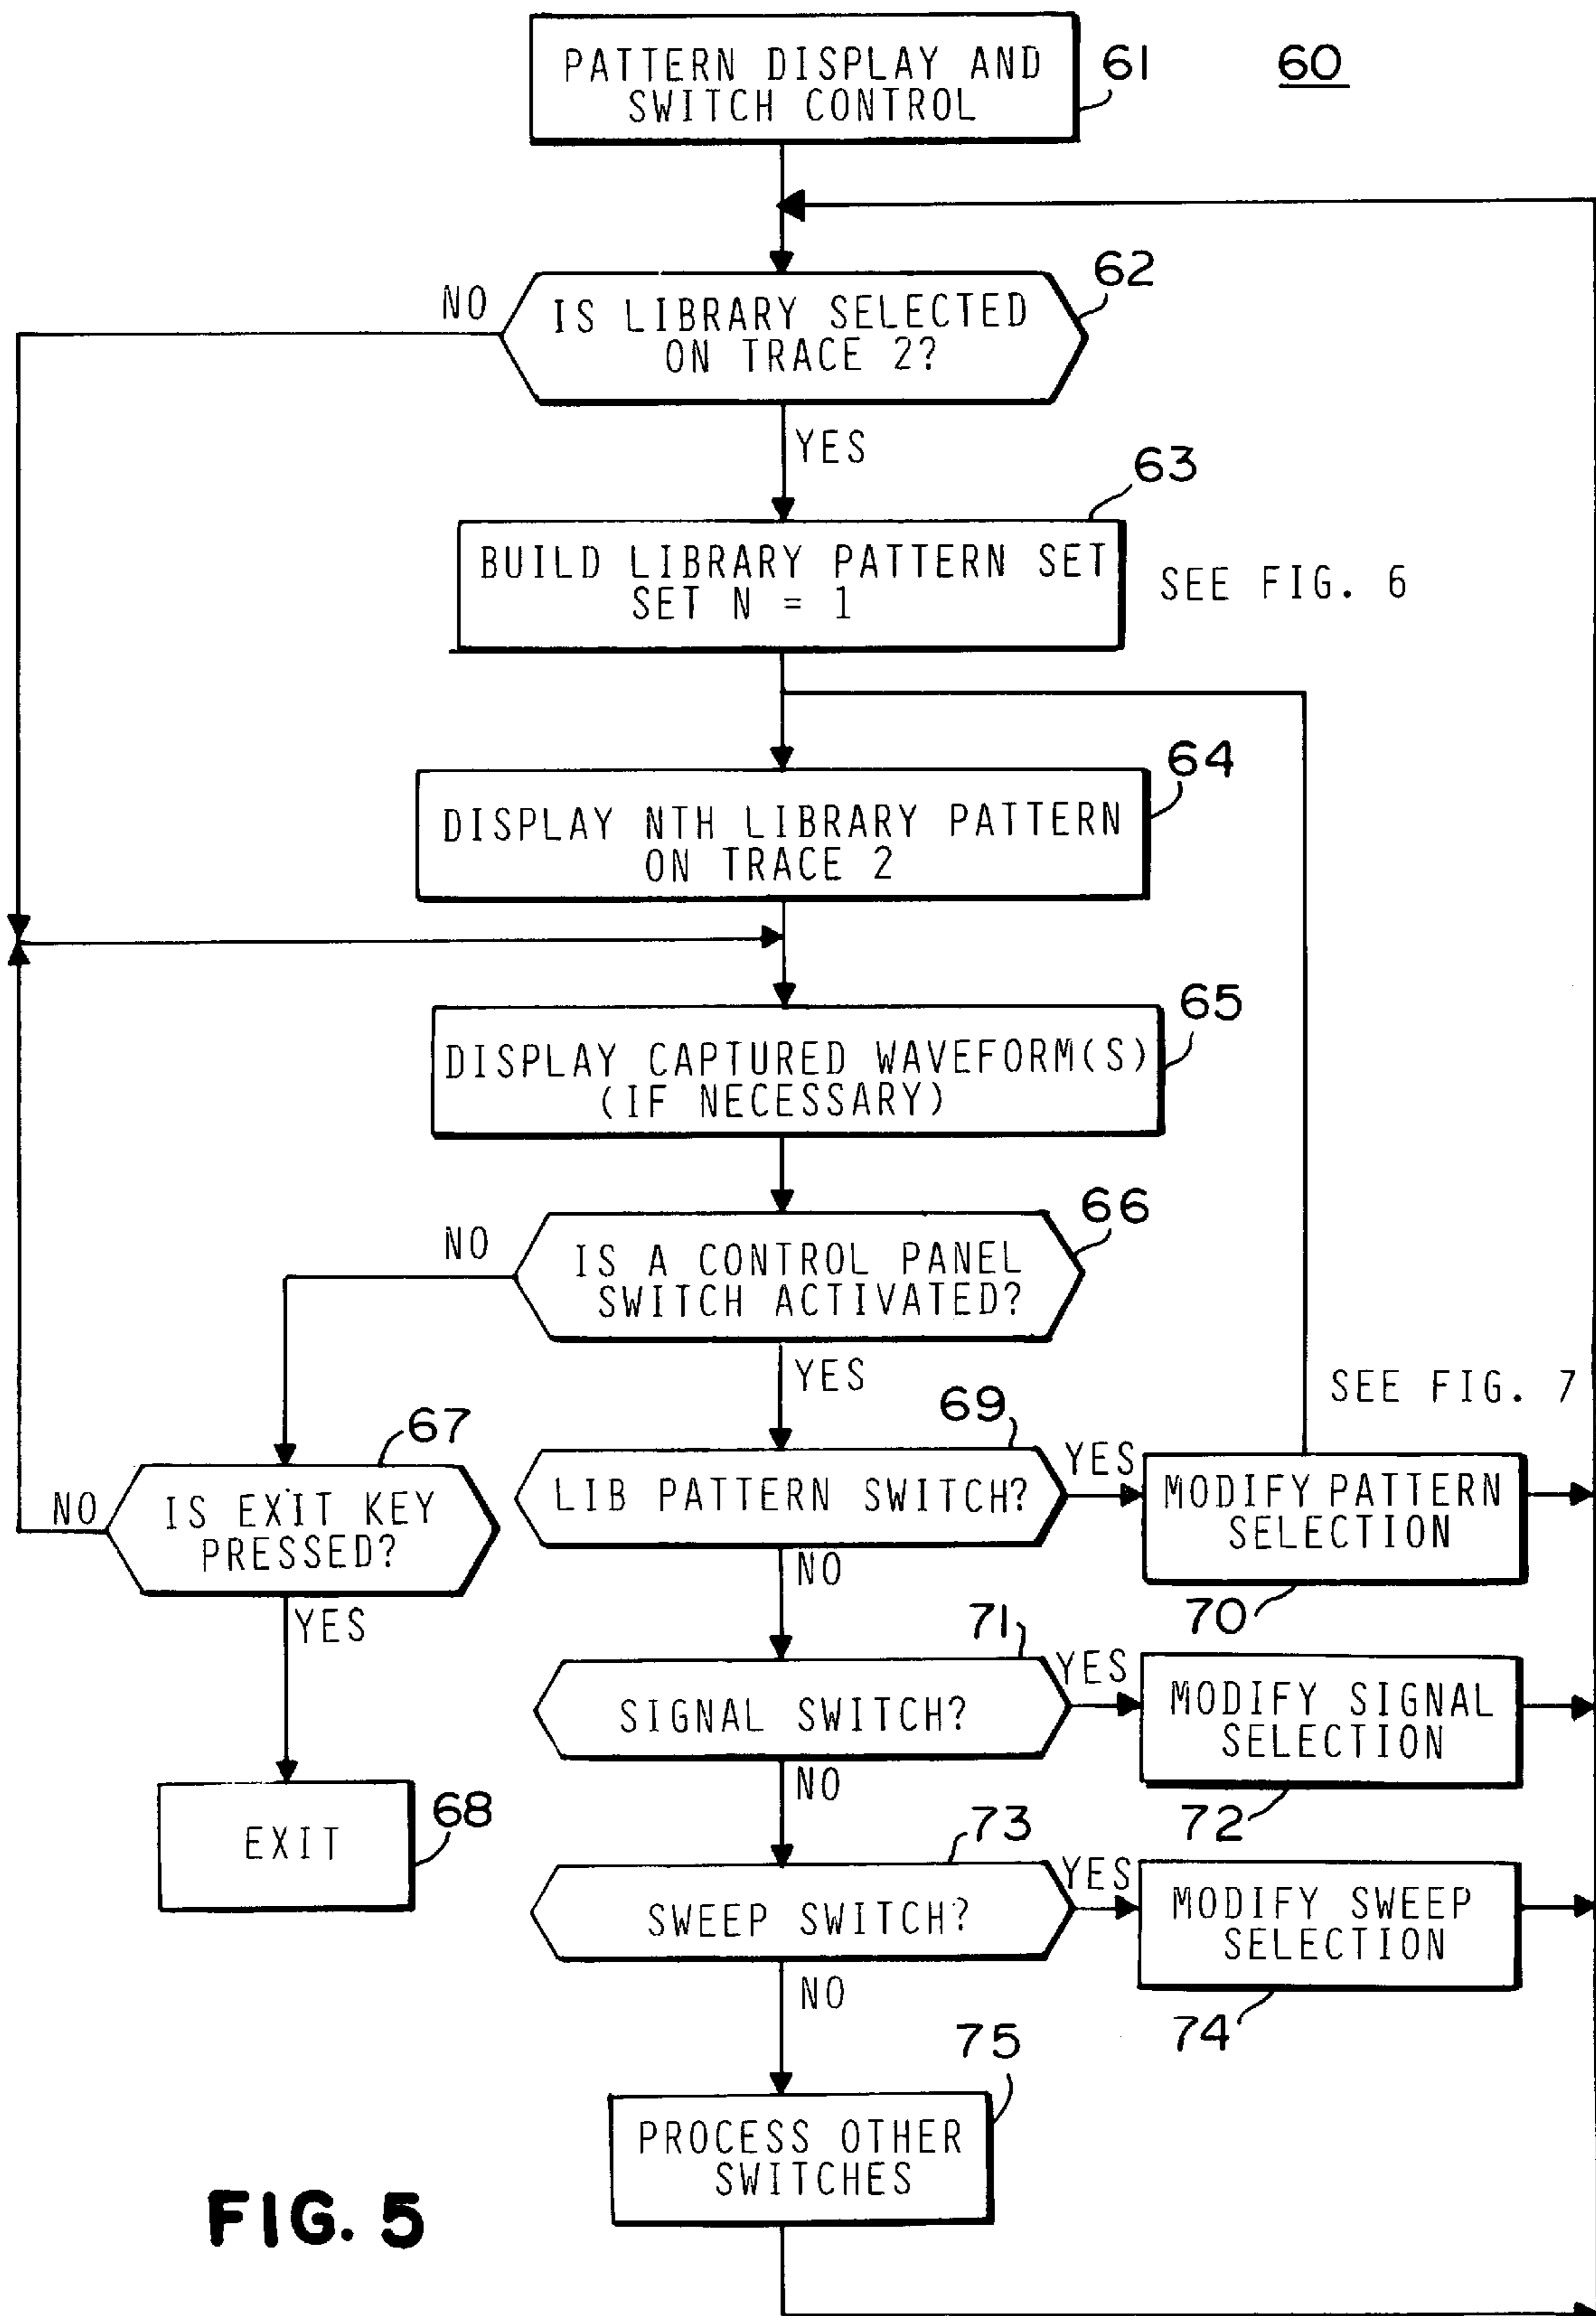 PATTERN DISPLAY AND
SWITCH CONTROL
61
60
62
NO
IS LIBRARY SELECTED
ON TRACE 2?
YES
63
BUILD LIBRARY PATTERN SET
SET N = 1
SEE FIG. 6
64
DISPLAY NTH LIBRARY PATTERN
ON TRACE 2
65
DISPLAY CAPTURED WAVEFORM(S)
(IF NECESSARY)
66
NO
IS A CONTROL PANEL
SWITCH ACTIVATED?
YES
SEE FIG. 7
67
69
NO
IS EXIT KEY
PRESSED?
LIB PATTERN SWITCH?
YES
MODIFY PATTERN
SELECTION
70
NO
YES
71
SIGNAL SWITCH?
YES
MODIFY SIGNAL
SELECTION
72
NO
EXIT
68
73
SWEEP SWITCH?
YES
MODIFY SWEEP
SELECTION
74
NO
75
PROCESS OTHER
SWITCHES
FIG. 5